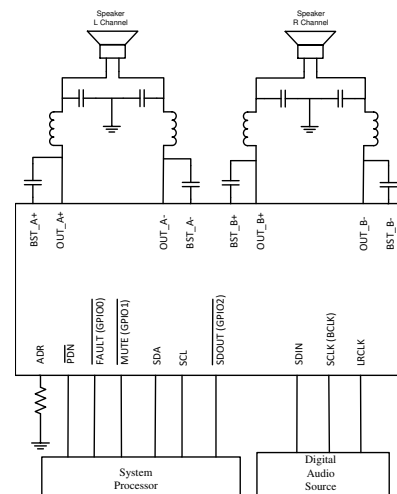 Speaker
L Channel
Speaker
R Channel
BST_A+
OUT_A+
OUT_A-
BST_A-
BST_B+
OUT_B+
OUT_B-
BST_B-
ADR
PDN
FAULT (GPIO0)
MUTE (GPIO1)
SDA
SCL
SDOUT (GPIO2)
SDIN
SCLK (BCLK)
LRCLK
System
Processor
Digital
Audio
Source